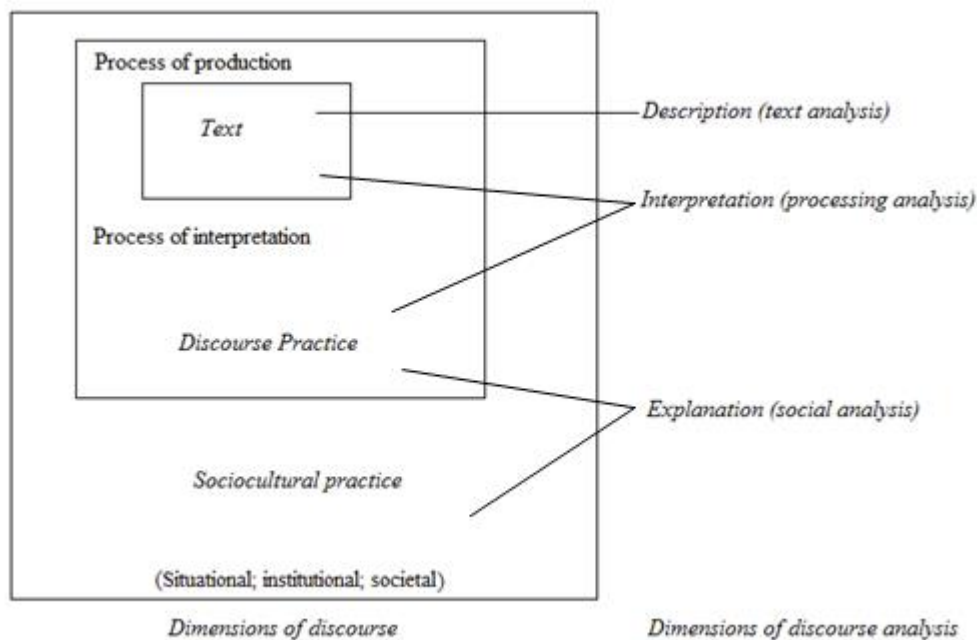 Process of production
Text
Description (text analysis)
Interpretation (processing analysis)
Process of interpretation
Discourse Practice
Explanation (social analysis)
Sociocultural practice
(Situational; institutional; societal)
Dimensions of discourse
Dimensions of discourse analysis